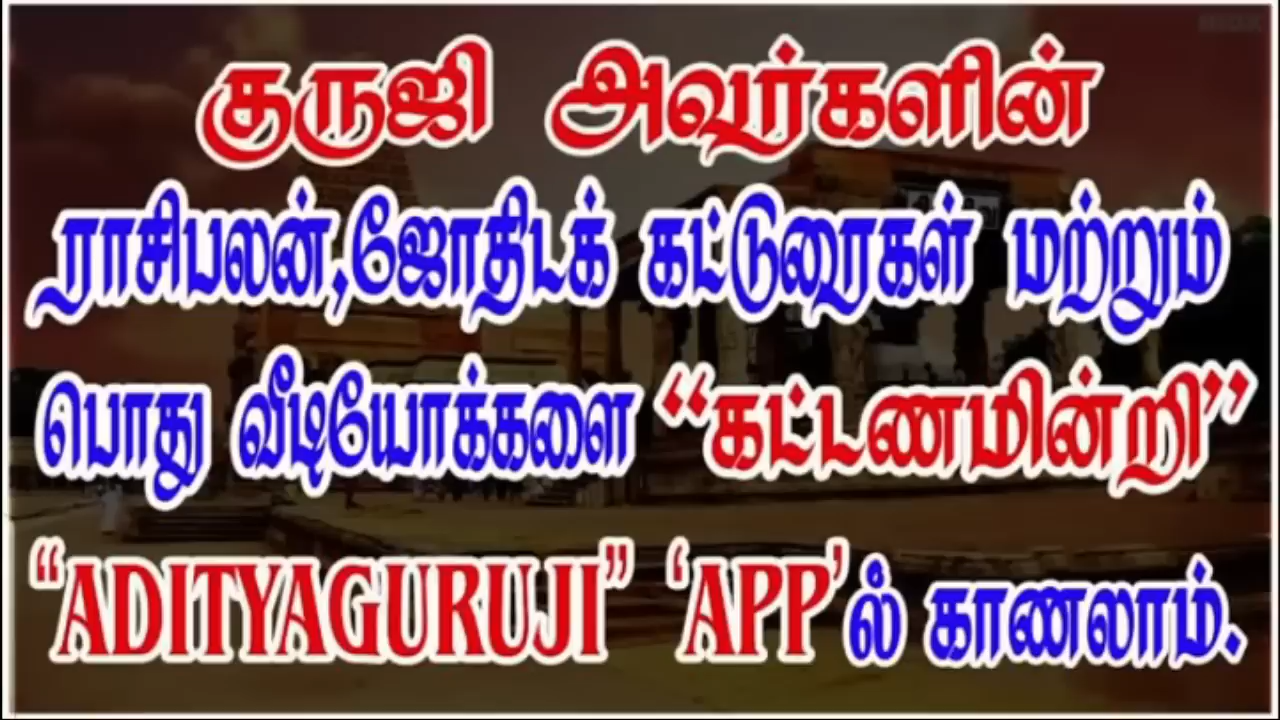 குருஜி அவர்களின்
ராசிபலன்,ஜோதிடக் கட்டுரைகள் மற்றும்
பொது வீடியோக்களை “கட்டணமின்றி”
“ADITYAGURUJI” ‘APP’ல் காணலாம்.